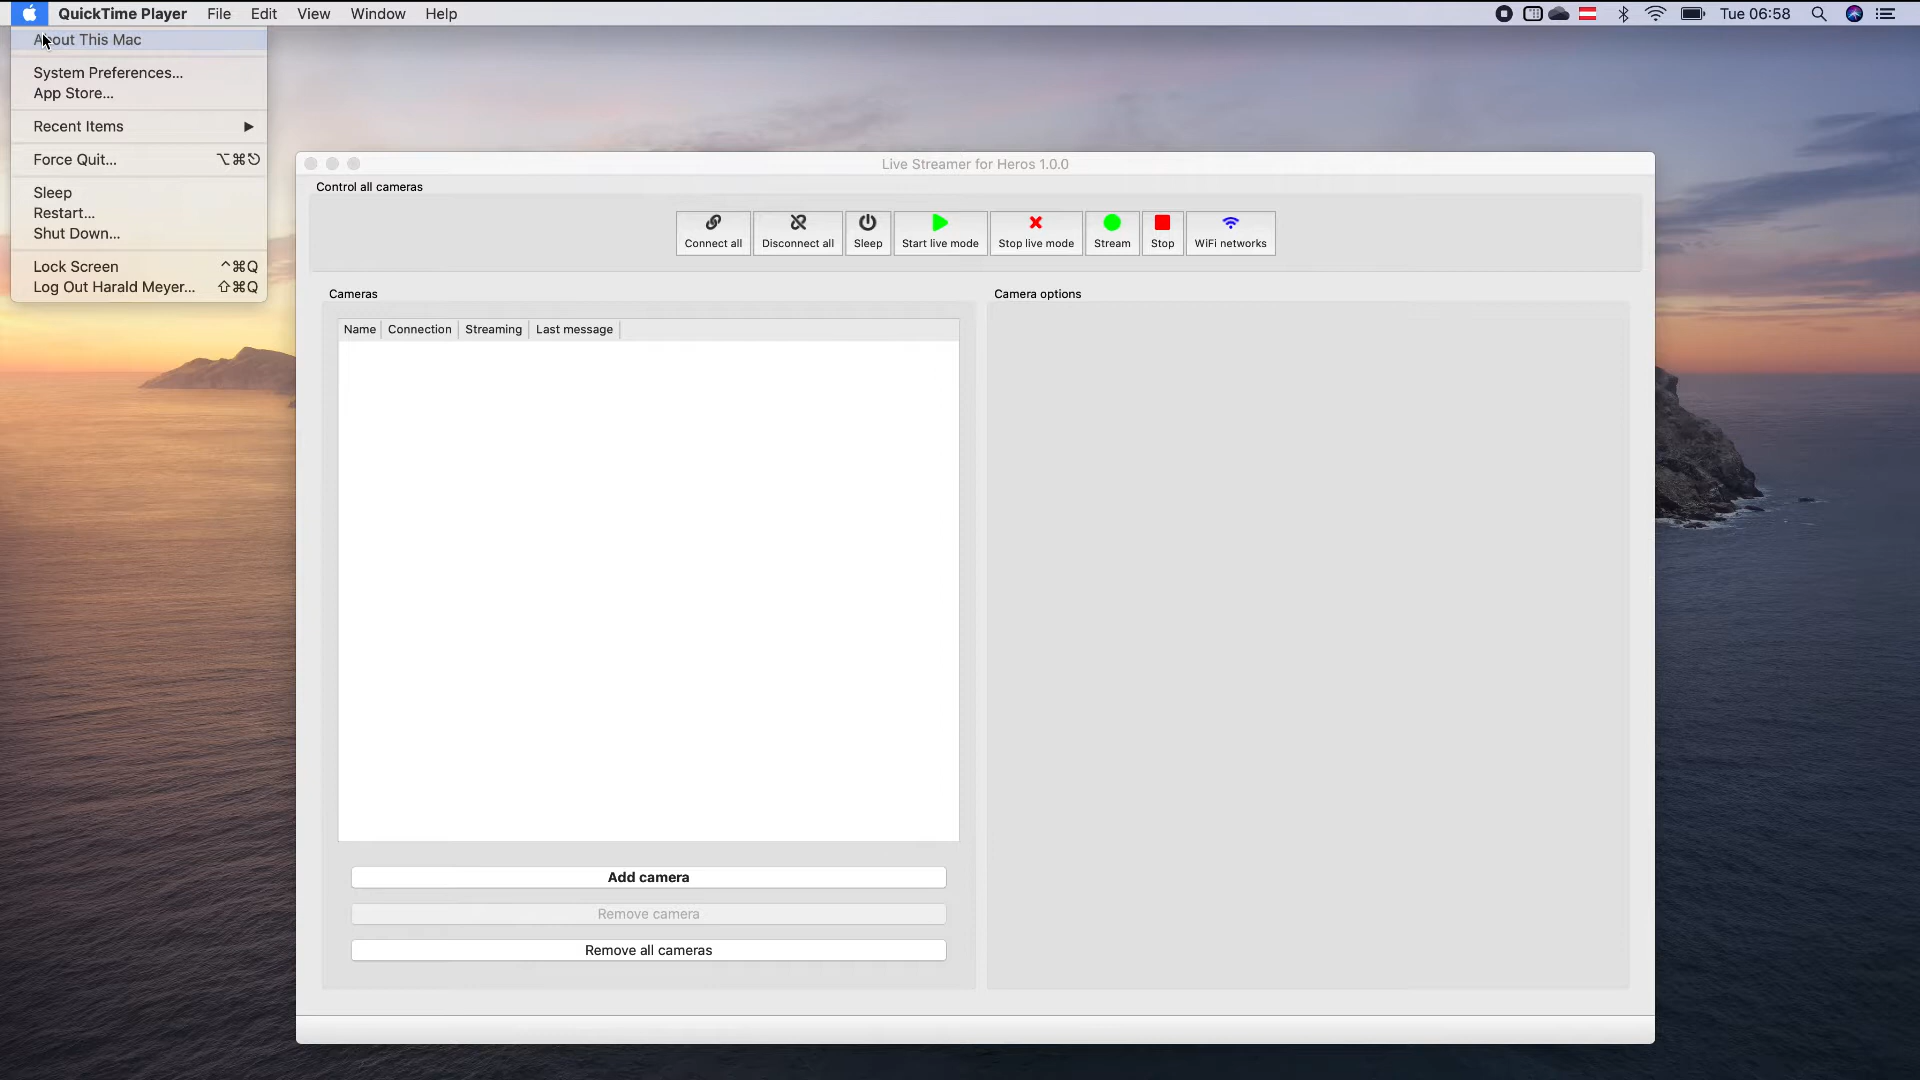 QuickTime Player File Edit View Window Help Tue 06:58
About This Mac
System Preferences...
App Store...
Recent Items ▶
Force Quit... ⌥⌘⎋
Sleep
Restart...
Shut Down...
Lock Screen ^⌘Q
Log Out Harald Meyer... ⇧⌘Q
Live Streamer for Heros 1.0.0
Control all cameras
Connect all Disconnect all Sleep Start live mode Stop live mode Stream Stop WiFi networks
Cameras
Name Connection Streaming Last message
Add camera
Remove camera
Remove all cameras
Camera options